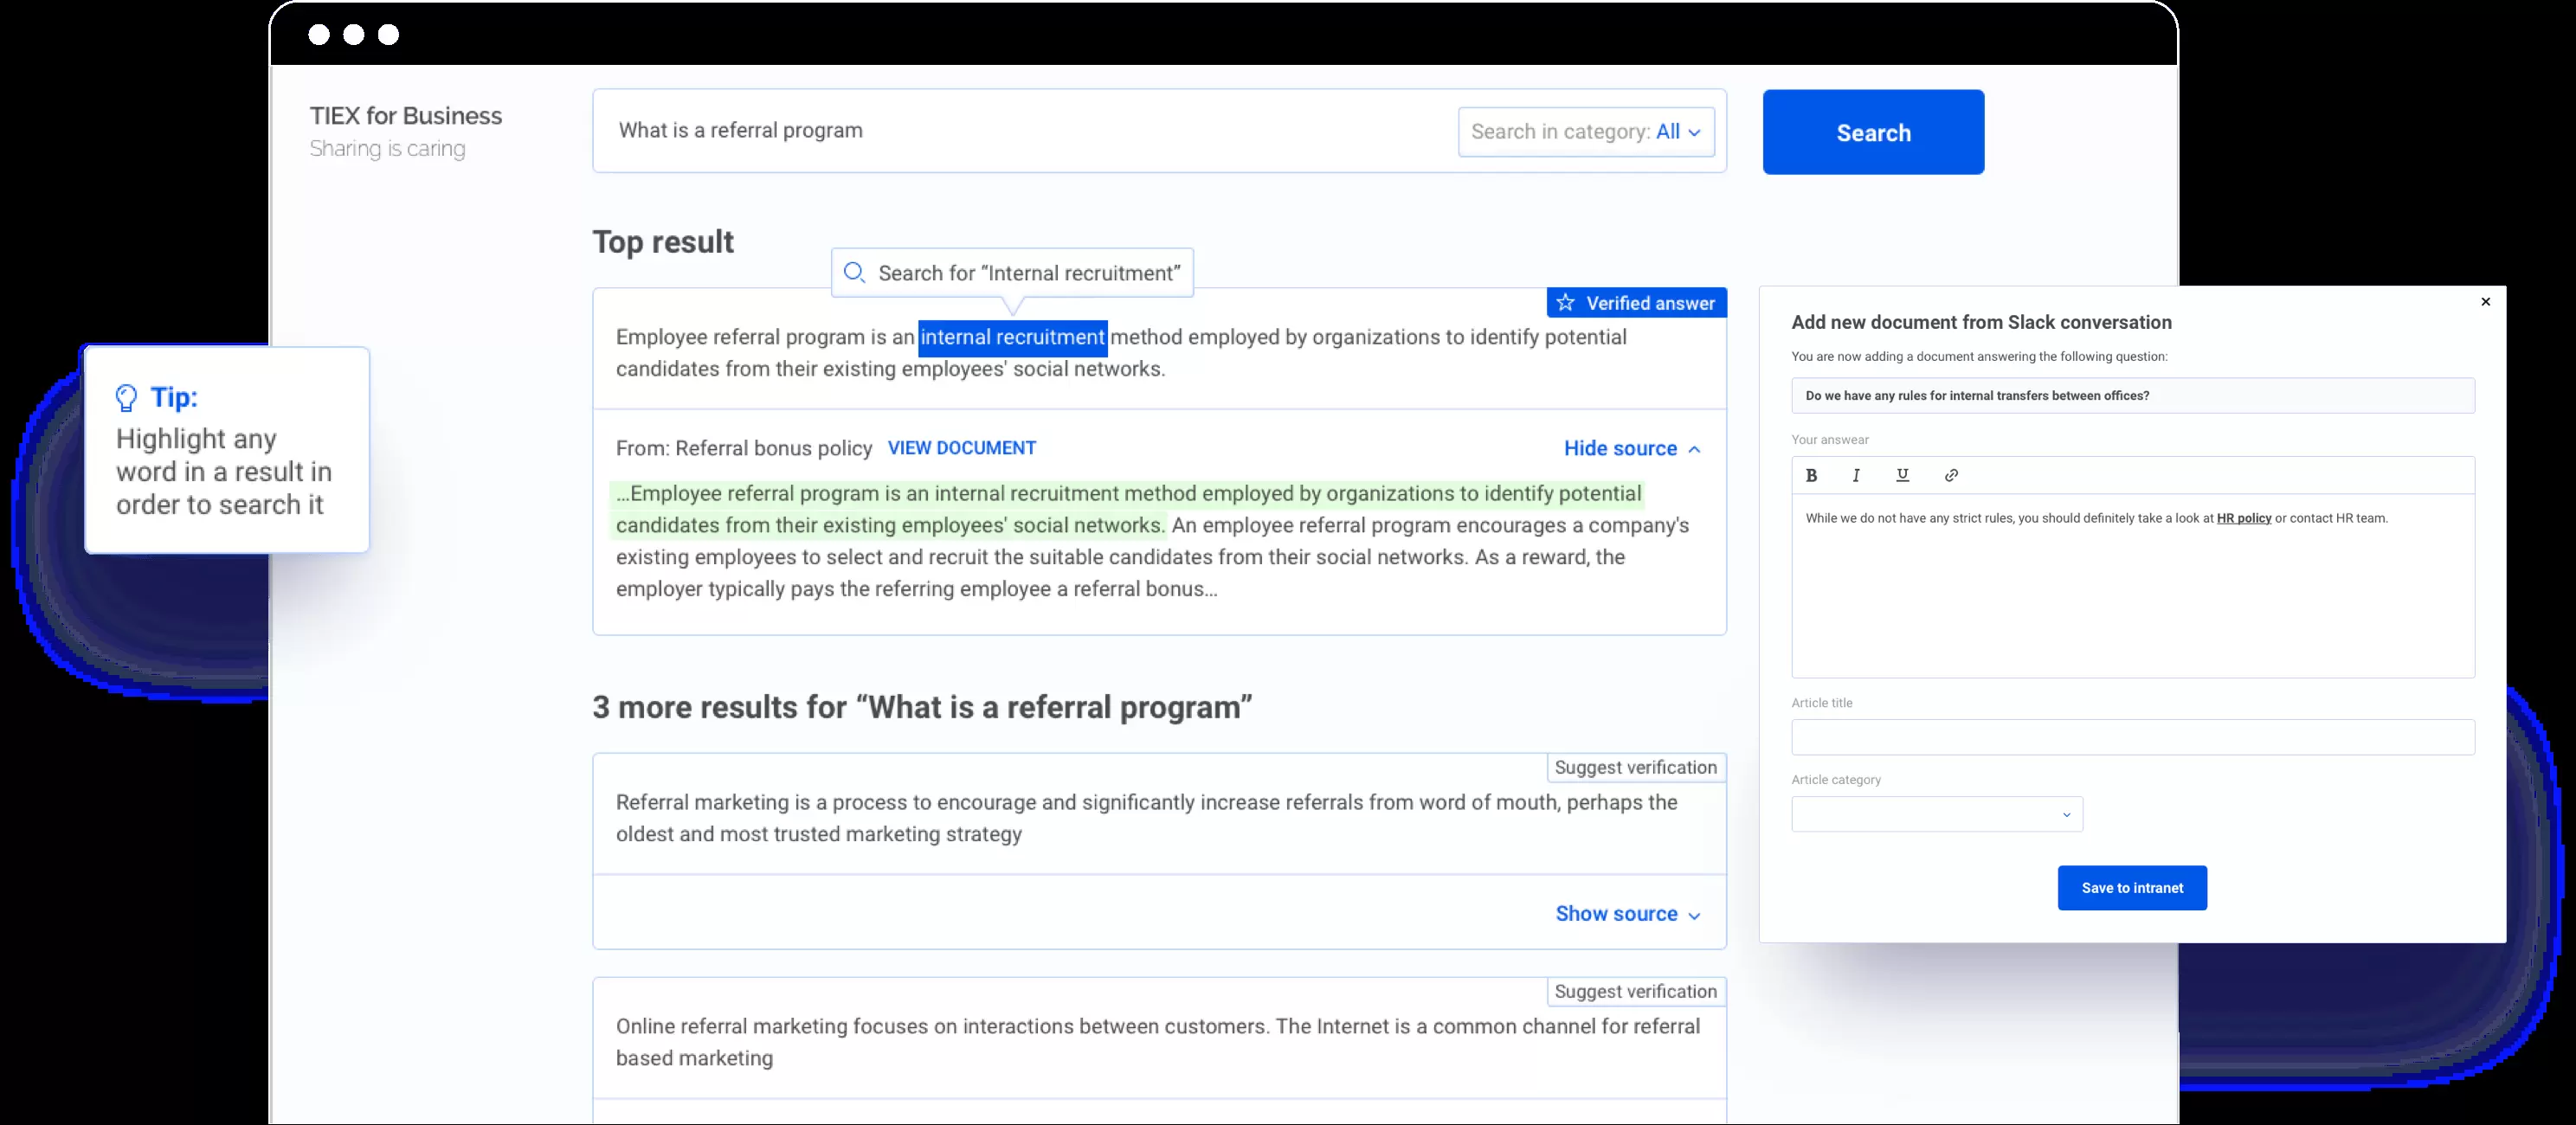 TIEX for Business
Sharing is caring
What is a referral program
Search in category: All
Search
Top result
Search for “Internal recruitment”
Verified answer
Employee referral program is an internal recruitment method employed by organizations to identify potential
candidates from their existing employees' social networks.
From: Referral bonus policy VIEW DOCUMENT
Hide source
...Employee referral program is an internal recruitment method employed by organizations to identify potential
candidates from their existing employees' social networks. An employee referral program encourages a company's
existing employees to select and recruit the suitable candidates from their social networks. As a reward, the
employer typically pays the referring employee a referral bonus...
3 more results for “What is a referral program”
Suggest verification
Referral marketing is a process to encourage and significantly increase referrals from word of mouth, perhaps the
oldest and most trusted marketing strategy
Show source
Suggest verification
Online referral marketing focuses on interactions between customers. The Internet is a common channel for referral
based marketing
Tip:
Highlight any
word in a result in
order to search it
Add new document from Slack conversation
You are now adding a document answering the following question:
Do we have any rules for internal transfers between offices?
Your answear
B I U
While we do not have any strict rules, you should definitely take a look at HR policy or contact HR team.
Article title
Article category
Save to intranet